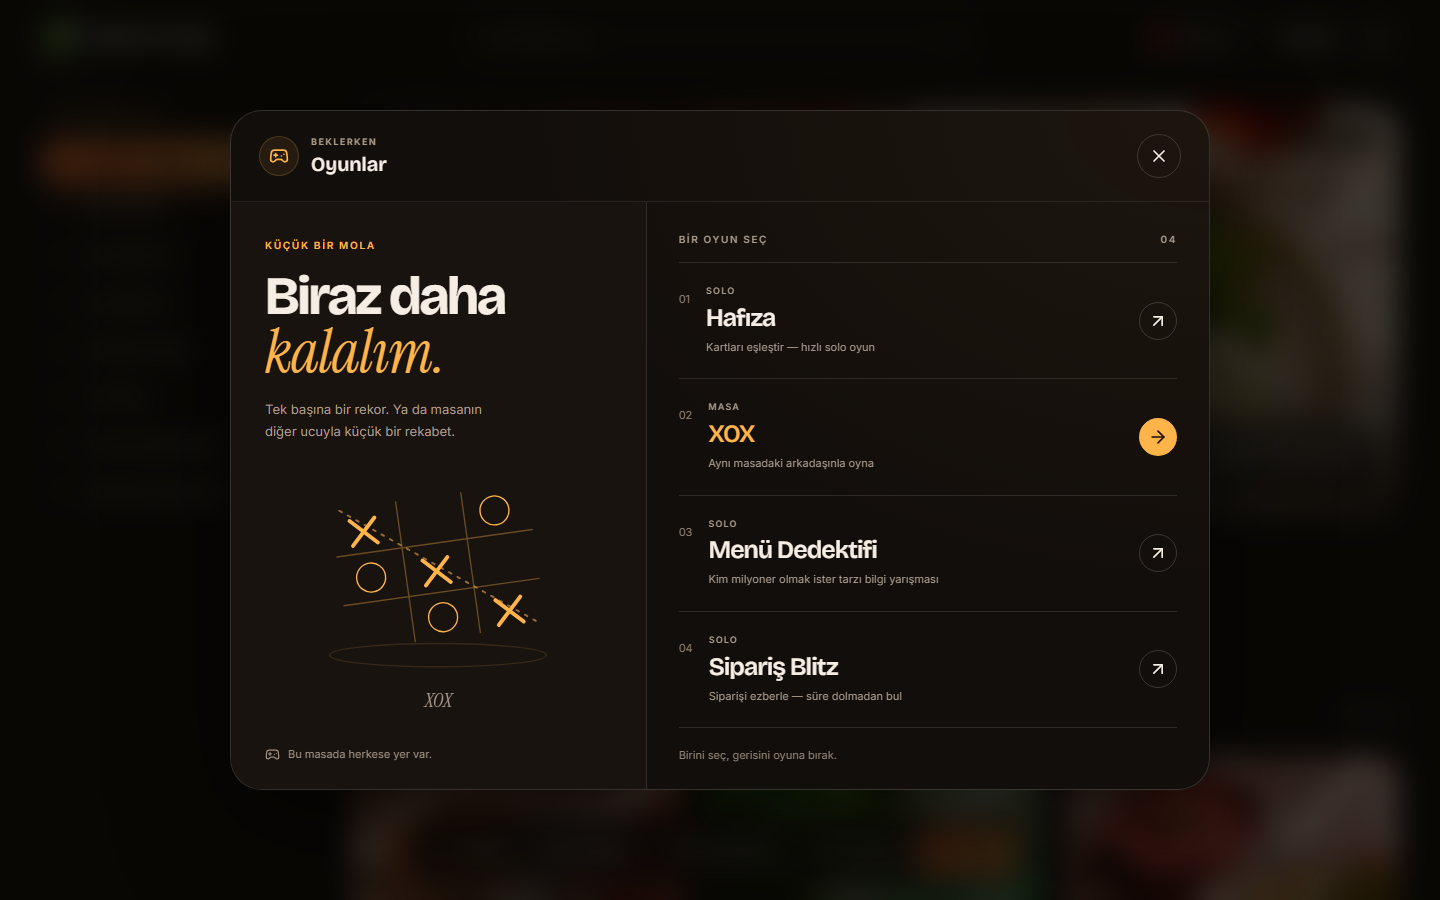 BEKLERKEN
Oyunlar
KÜÇÜK BİR MOLA
Biraz daha
kalalım.
Tek başına bir rekor. Ya da masanın
diğer ucuyla küçük bir rekabet.
XOX
Bu masada herkese yer var.
BİR OYUN SEÇ 04
01 SOLO
Hafıza
Kartları eşleştir — hızlı solo oyun
02 MASA
XOX
Aynı masadaki arkadaşınla oyna
03 SOLO
Menü Dedektifi
Kim milyoner olmak ister tarzı bilgi yarışması
04 SOLO
Sipariş Blitz
Siparişi ezberle — süre dolmadan bul
Birini seç, gerisini oyuna bırak.